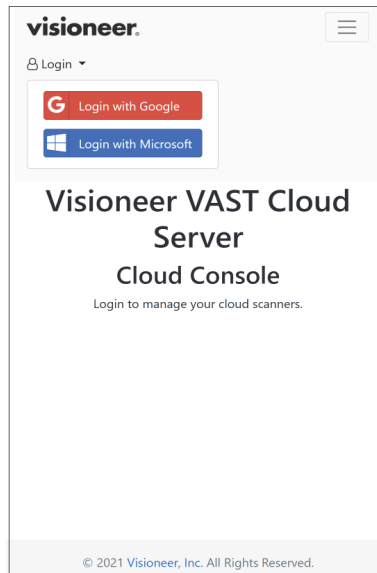 visioneer.
Login
Login with Google
Login with Microsoft
Visioneer VAST Cloud
Server
Cloud Console
Login to manage your cloud scanners.
© 2021 Visioneer, Inc. All Rights Reserved.